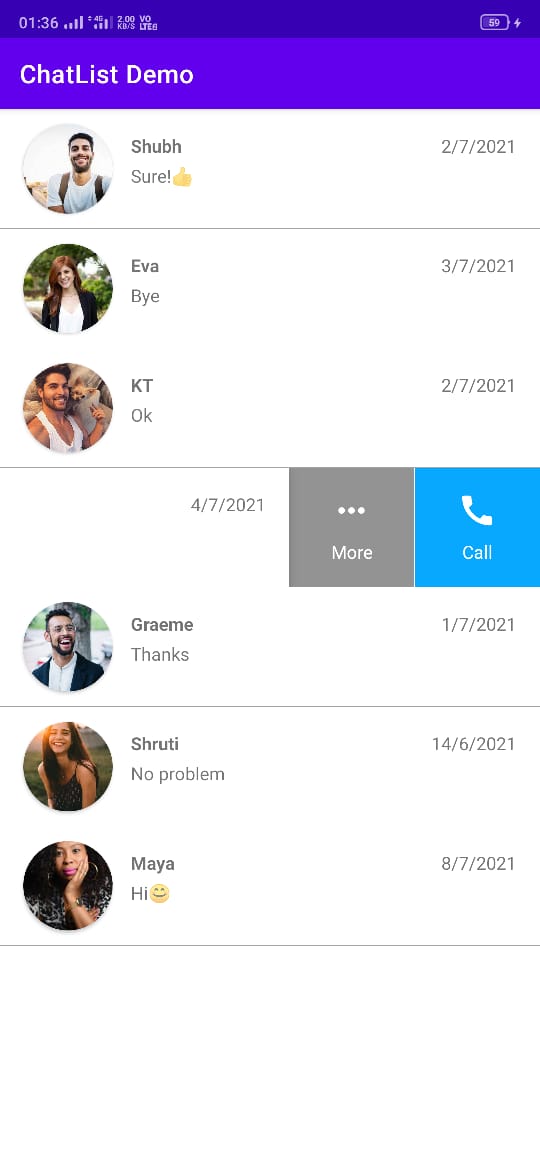 01:36 4G 2.00 KB/S VO LTE 59
ChatList Demo
Shubh 2/7/2021
Sure!👍
Eva 3/7/2021
Bye
KT 2/7/2021
Ok
4/7/2021
More Call
Graeme 1/7/2021
Thanks
Shruti 14/6/2021
No problem
Maya 8/7/2021
Hi😊